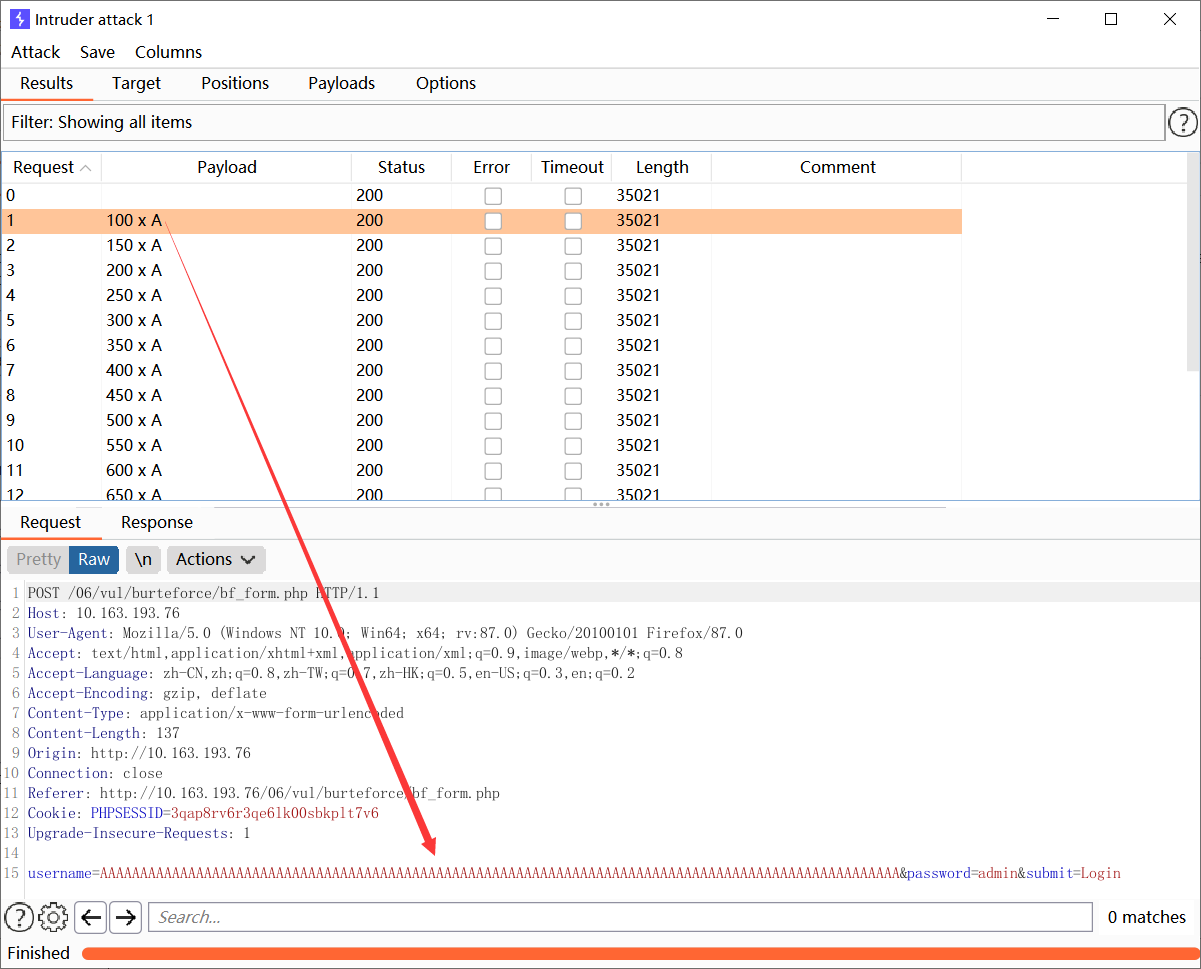 Intruder attack 1
Attack Save Columns
Results Target Positions Payloads Options
Filter: Showing all items
Request Payload Status Error Timeout Length Comment
0 200 35021
1 100 x A 200 35021
2 150 x A 200 35021
3 200 x A 200 35021
4 250 x A 200 35021
5 300 x A 200 35021
6 350 x A 200 35021
7 400 x A 200 35021
8 450 x A 200 35021
9 500 x A 200 35021
10 550 x A 200 35021
11 600 x A 200 35021
12 650 x A 200 35021
Request Response
Pretty Raw \n Actions
1 POST /06/vul/burteforce/bf_form.php HTTP/1.1
2 Host: 10.163.193.76
3 User-Agent: Mozilla/5.0 (Windows NT 10.0; Win64; x64; rv:87.0) Gecko/20100101 Firefox/87.0
4 Accept: text/html,application/xhtml+xml,application/xml;q=0.9,image/webp,*/*;q=0.8
5 Accept-Language: zh-CN,zh;q=0.8,zh-TW;q=0.7,zh-HK;q=0.5,en-US;q=0.3,en;q=0.2
6 Accept-Encoding: gzip, deflate
7 Content-Type: application/x-www-form-urlencoded
8 Content-Length: 137
9 Origin: http://10.163.193.76
10 Connection: close
11 Referer: http://10.163.193.76/06/vul/burteforce/bf_form.php
12 Cookie: PHPSESSID=3qap8rv6r3qe6lk00sbkplt7v6
13 Upgrade-Insecure-Requests: 1
14
15 username=AAAAAAAAAAAAAAAAAAAAAAAAAAAAAAAAAAAAAAAAAAAAAAAAAAAAAAAAAAAAAAAAAAAAAAAAAAAAAAAAAAAAAAAAAAAAAAAAAAAA&password=admin&submit=Login
Search...
0 matches
Finished